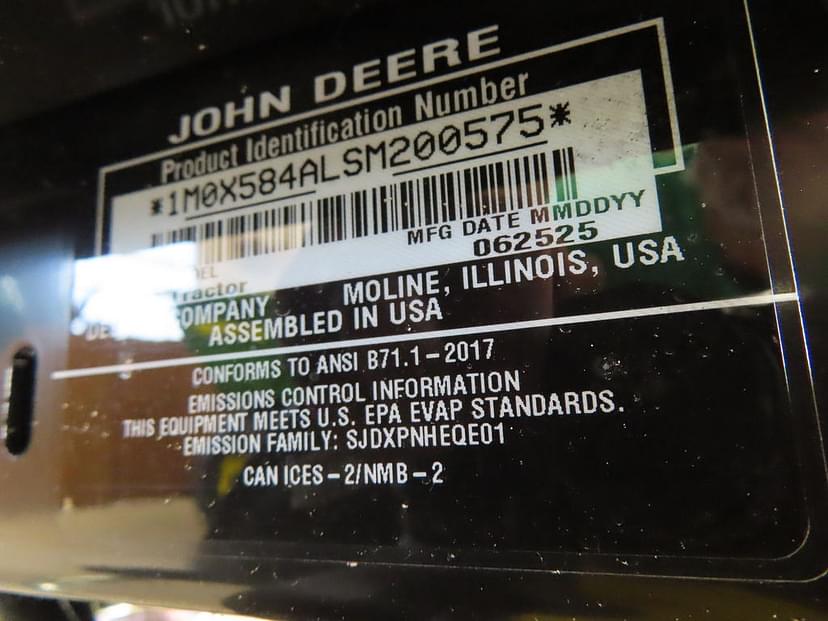 JOHN DEERE
Product Identification Number
*1M0X584ALSM200575*
MFG DATE MMDDYY
062525
Tractor
COMPANY MOLINE, ILLINOIS, USA
ASSEMBLED IN USA
CONFORMS TO ANSI B71.1-2017
EMISSIONS CONTROL INFORMATION
THIS EQUIPMENT MEETS U.S. EPA EVAP STANDARDS.
EMISSION FAMILY: SJDXPNHEQE01
CAN ICES-2/NMB-2